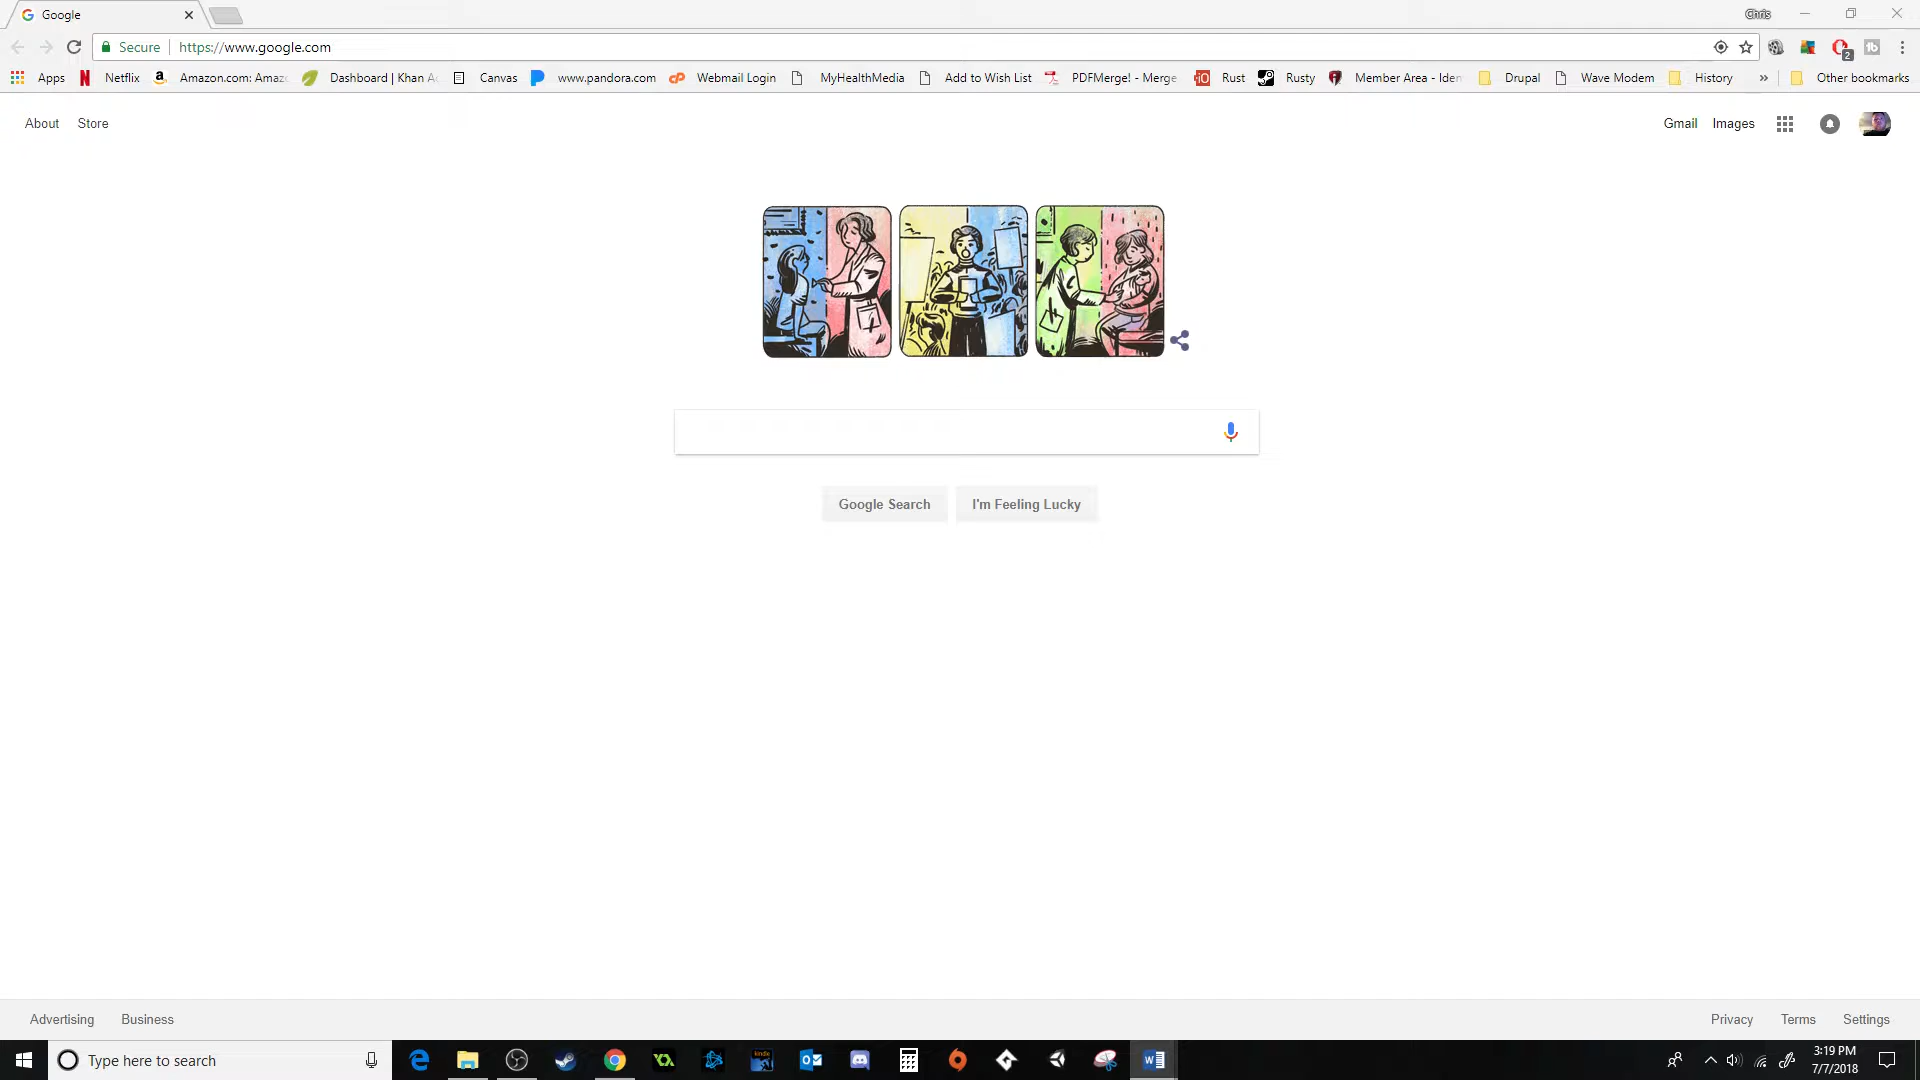 Google
Chris
Secure https://www.google.com
2
Apps Netflix Amazon.com: Amaz Dashboard | Khan Ac Canvas www.pandora.com Webmail Login MyHealthMedia Add to Wish List PDFMerge! - Merge Rust Rusty Member Area - Iden Drupal Wave Modem History » Other bookmarks
About Store Gmail Images
Google Search I'm Feeling Lucky
Advertising Business Privacy Terms Settings
Type here to search
3:19 PM
7/7/2018